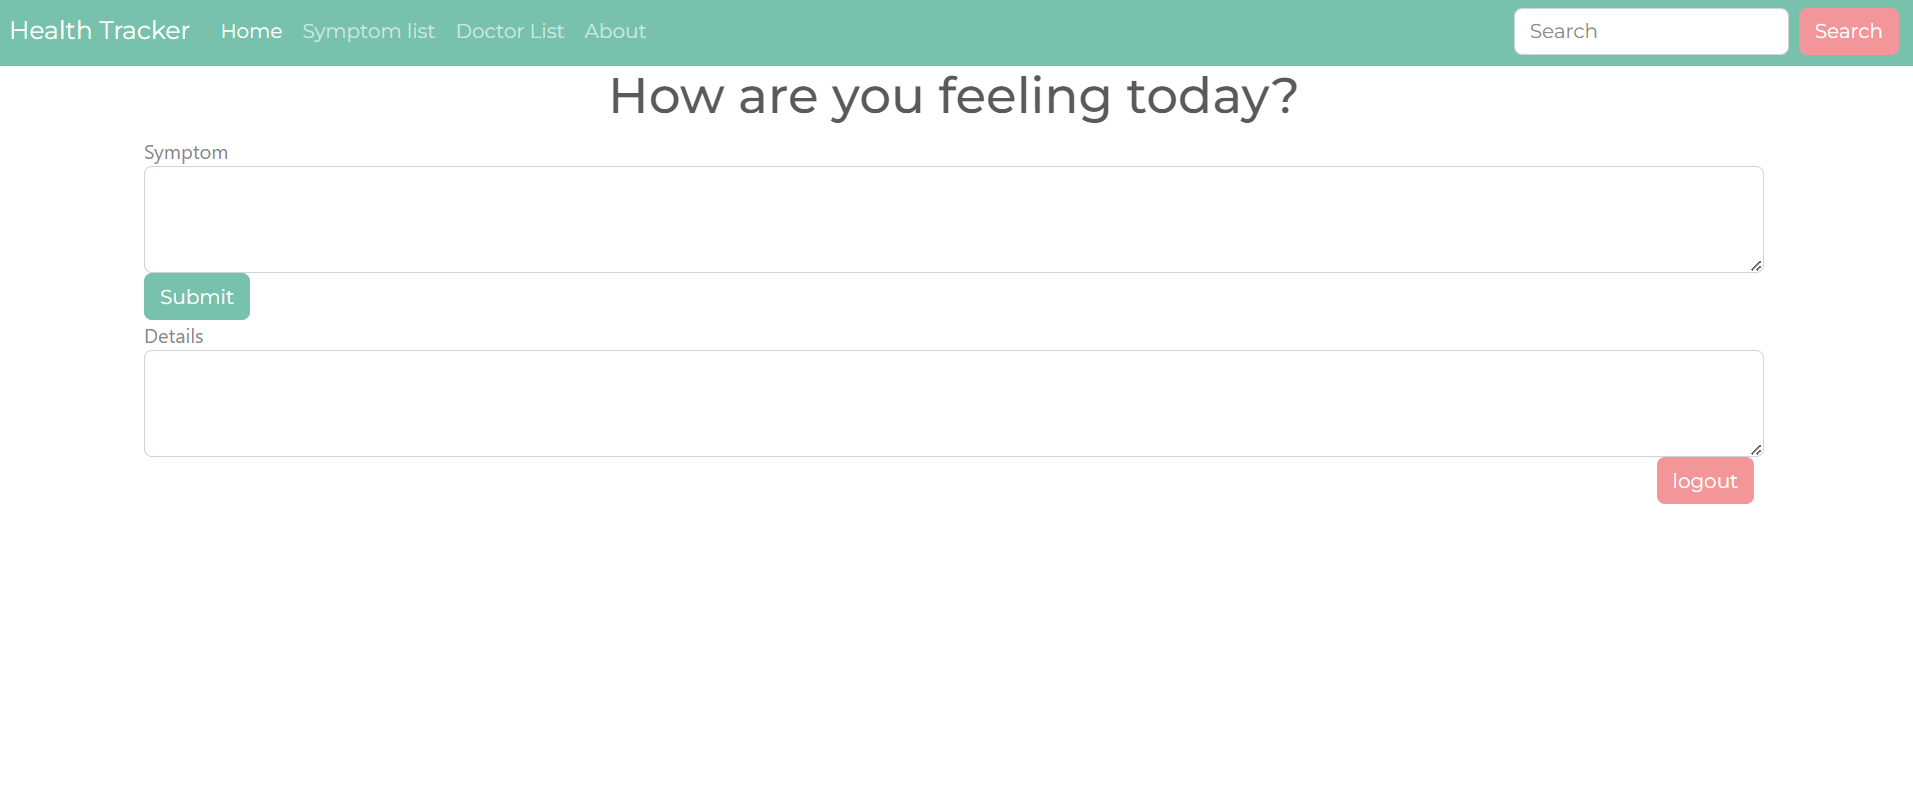 Health Tracker Home Symptom list Doctor List About Search Search
How are you feeling today?
Symptom
Submit
Details
logout